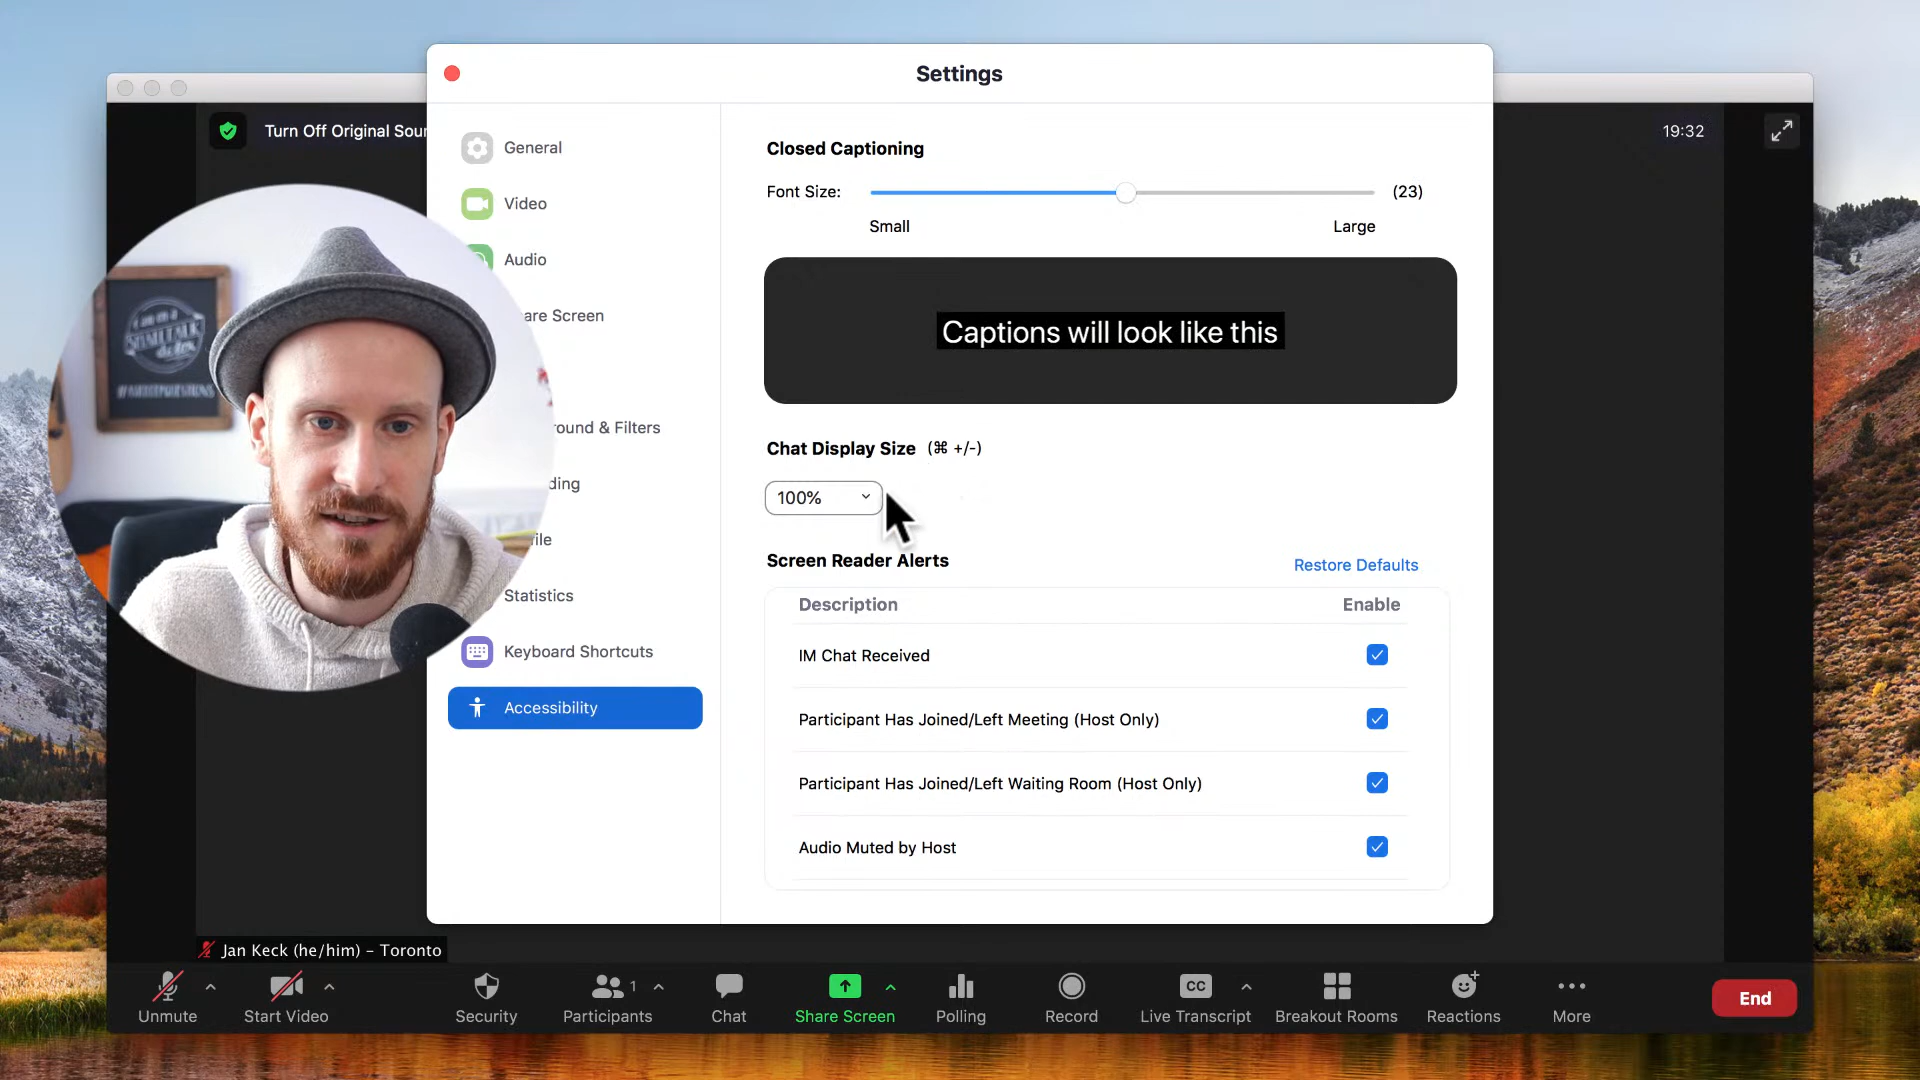 Settings
Turn Off Original Soun
19:32
General
Video
Audio
are Screen
ound & Filters
ding
ile
Statistics
Keyboard Shortcuts
Accessibility
Closed Captioning
Font Size:
(23)
Small
Large
Captions will look like this
Chat Display Size (⌘ +/-)
100%
Screen Reader Alerts
Restore Defaults
Description
Enable
IM Chat Received
Participant Has Joined/Left Meeting (Host Only)
Participant Has Joined/Left Waiting Room (Host Only)
Audio Muted by Host
SMALL TALK
Jan Keck (he/him) – Toronto
Unmute
Start Video
Security
1
Participants
Chat
Share Screen
Polling
Record
CC
Live Transcript
Breakout Rooms
Reactions
More
End